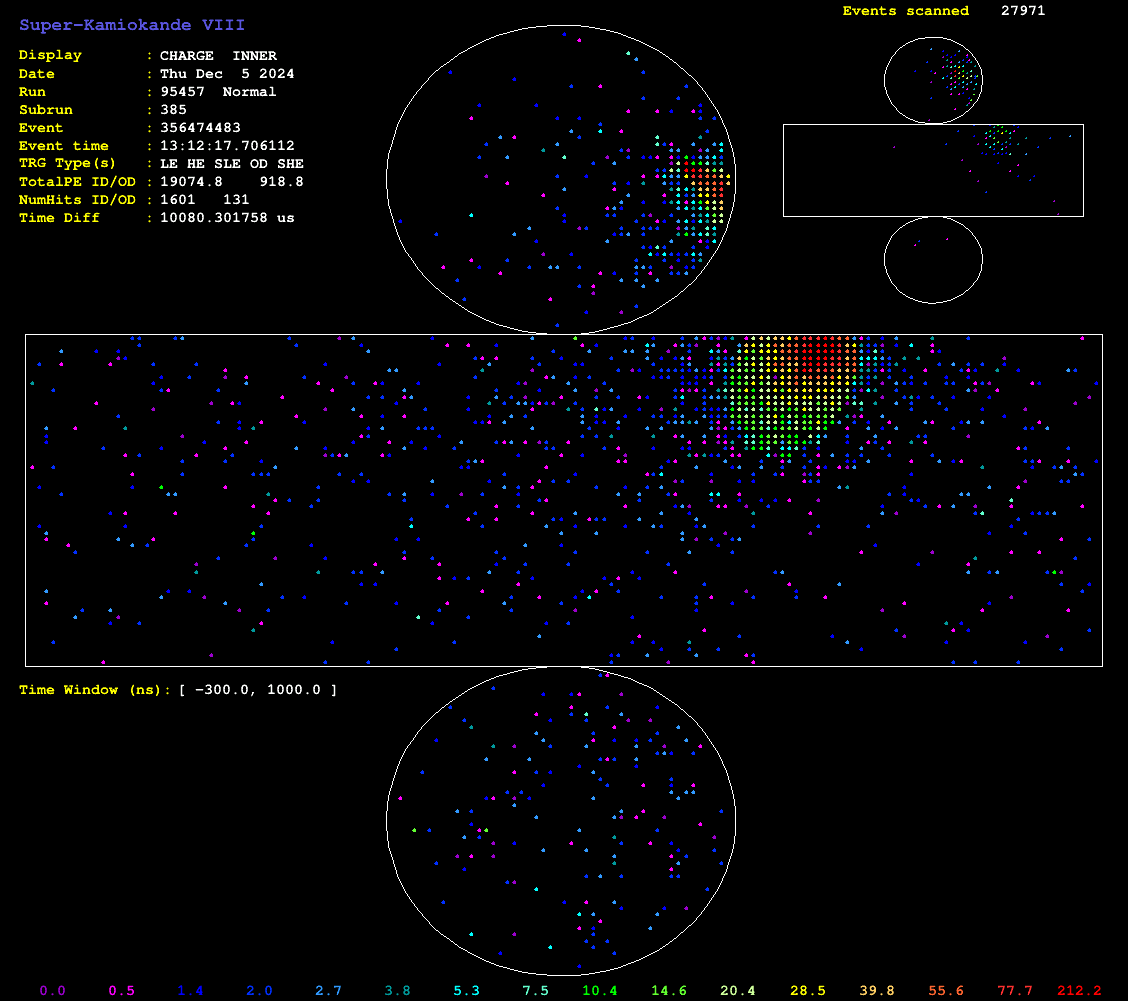 Super-Kamiokande VIII
Events scanned 27971
Display : CHARGE INNER
Date : Thu Dec 5 2024
Run : 95457 Normal
Subrun : 385
Event : 356474483
Event time : 13:12:17.706112
TRG Type(s) : LE HE SLE OD SHE
TotalPE ID/OD : 19074.8 918.8
NumHits ID/OD : 1601 131
Time Diff : 10080.301758 us
Time Window (ns): [ -300.0, 1000.0 ]
0.0 0.5 1.4 2.0 2.7 3.8 5.3 7.5 10.4 14.6 20.4 28.5 39.8 55.6 77.7 212.2